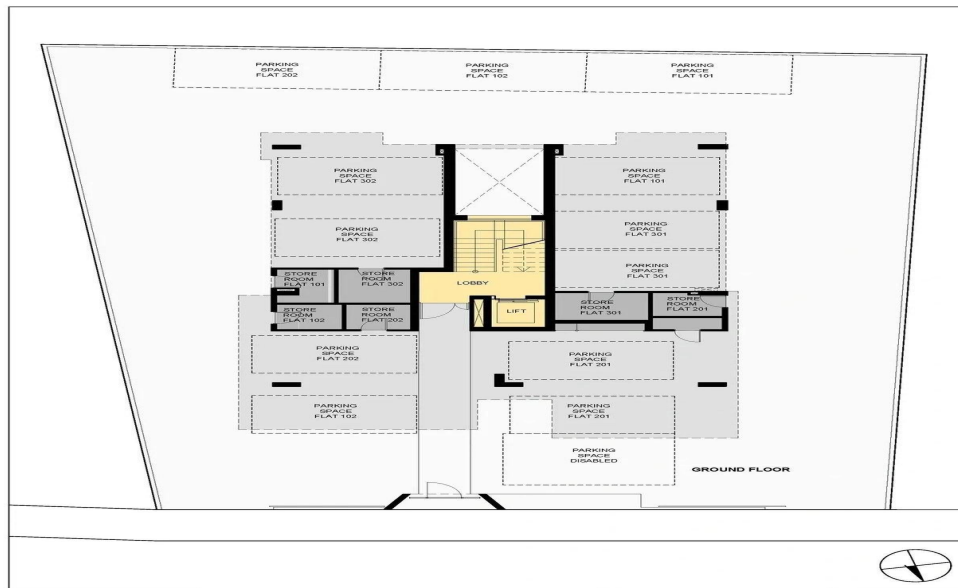 PARKING
SPACE
FLAT 202
PARKING
SPACE
FLAT 102
PARKING
SPACE
FLAT 101
PARKING
SPACE
FLAT 302
PARKING
SPACE
FLAT 101
PARKING
SPACE
FLAT 302
PARKING
SPACE
FLAT 301
PARKING
SPACE
FLAT 301
STORE
ROOM
FLAT 101
STORE
ROOM
FLAT 302
LOBBY
STORE
ROOM
FLAT 102
STORE
ROOM
FLAT 202
LIFT
STORE
ROOM
FLAT 301
STORE
ROOM
FLAT 201
PARKING
SPACE
FLAT 202
PARKING
SPACE
FLAT 201
PARKING
SPACE
FLAT 102
PARKING
SPACE
FLAT 201
PARKING
SPACE
DISABLED
GROUND FLOOR